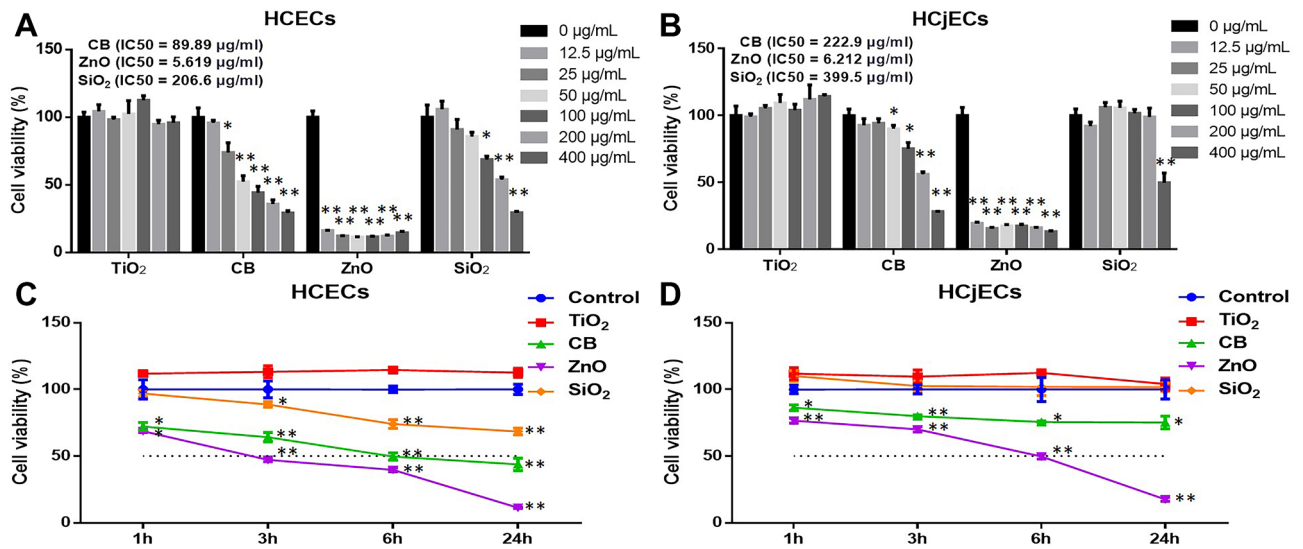 A
HCECs
CB (IC50 = 89.89 μg/ml)
ZnO (IC50 = 5.619 μg/ml)
SiO₂ (IC50 = 206.6 μg/ml)
Cell viability (%)
150
100
50
0
* ** ** ** **
** ** ** ** ** **
* ** **
TiO₂ CB ZnO SiO₂
0 μg/mL
12.5 μg/mL
25 μg/mL
50 μg/mL
100 μg/mL
200 μg/mL
400 μg/mL
B
HCjECs
CB (IC50 = 222.9 μg/ml)
ZnO (IC50 = 6.212 μg/ml)
SiO₂ (IC50 = 399.5 μg/ml)
Cell viability (%)
150
100
50
0
* * ** **
** ** ** ** ** **
**
TiO₂ CB ZnO SiO₂
0 μg/mL
12.5 μg/mL
25 μg/mL
50 μg/mL
100 μg/mL
200 μg/mL
400 μg/mL
C
HCECs
Cell viability (%)
150
100
50
0
* ** **
* ** ** **
* ** ** **
1h 3h 6h 24h
Control
TiO₂
CB
ZnO
SiO₂
D
HCjECs
Cell viability (%)
150
100
50
0
* ** * *
** ** ** **
1h 3h 6h 24h
Control
TiO₂
CB
ZnO
SiO₂